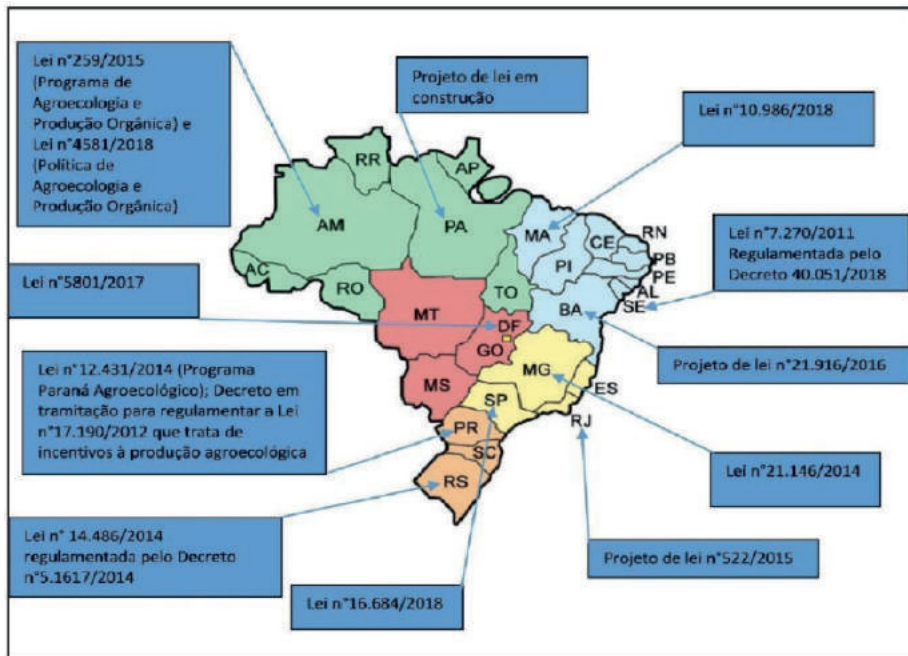 Lei n°259/2015
(Programa de
Agroecologia e
Produção Orgânica) e
Lei n°4581/2018
(Política de
Agroecologia e
Produção Orgânica)
Projeto de lei em
construção
Lei n°10.986/2018
RR
AP
AM
PA
MA
CE
RN
PB
PE
AL
SE
PI
Lei n°7.270/2011
Regulamentada pelo
Decreto 40.051/2018
AC
RO
TO
BA
Lei n°5801/2017
MT
DF
GO
MG
MS
ES
SP
RJ
Projeto de lei n°21.916/2016
Lei n°12.431/2014 (Programa
Paraná Agroecológico); Decreto em
tramitação para regulamentar a Lei
n°17.190/2012 que trata de
incentivos à produção agroecológica
PR
SC
RS
Lei n°21.146/2014
Lei n° 14.486/2014
regulamentada pelo Decreto
n°5.1617/2014
Lei n°16.684/2018
Projeto de lei n°522/2015